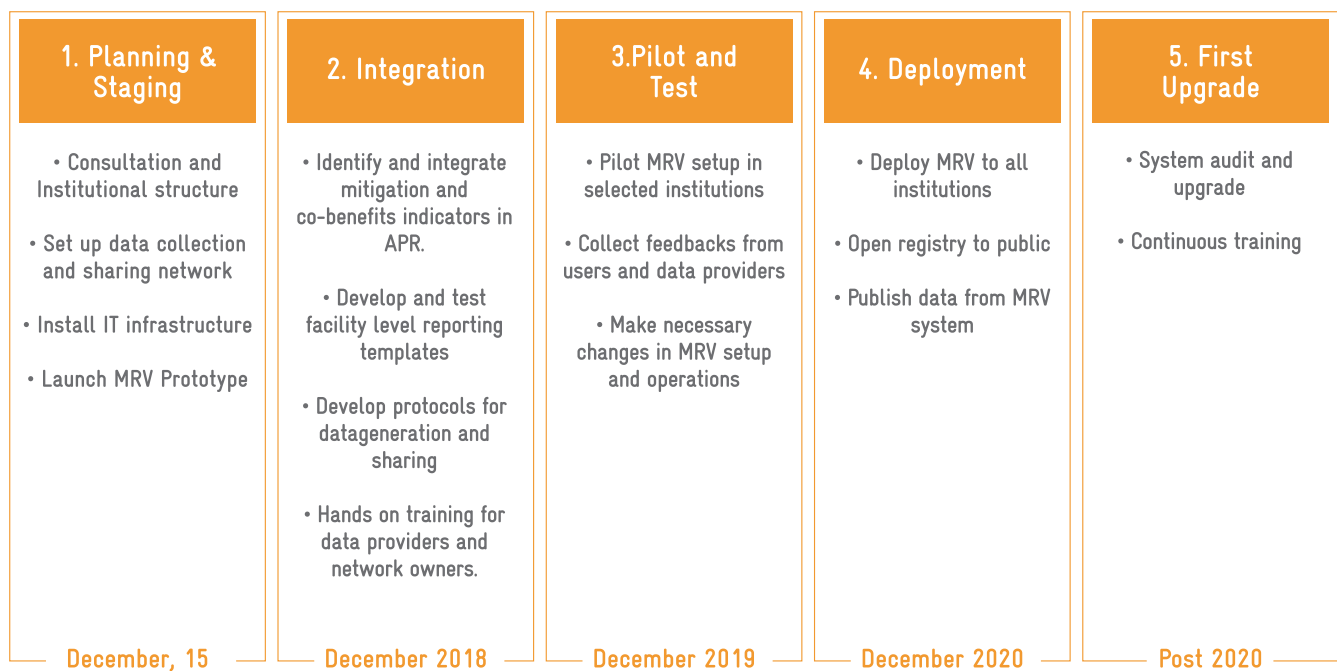 1. Planning &
Staging
• Consultation and
Institutional structure
• Set up data collection
and sharing network
• Install IT infrastructure
• Launch MRV Prototype
December, 15
2. Integration
• Identify and integrate
mitigation and
co-benefits indicators in
APR.
• Develop and test
facility level reporting
templates
• Develop protocols for
datageneration and
sharing
• Hands on training for
data providers and
network owners.
December 2018
3.Pilot and
Test
• Pilot MRV setup in
selected institutions
• Collect feedbacks from
users and data providers
• Make necessary
changes in MRV setup
and operations
December 2019
4. Deployment
• Deploy MRV to all
institutions
• Open registry to public
• Publish data from MRV
system
December 2020
5. First
Upgrade
• System audit and
upgrade
• Continuous training
Post 2020